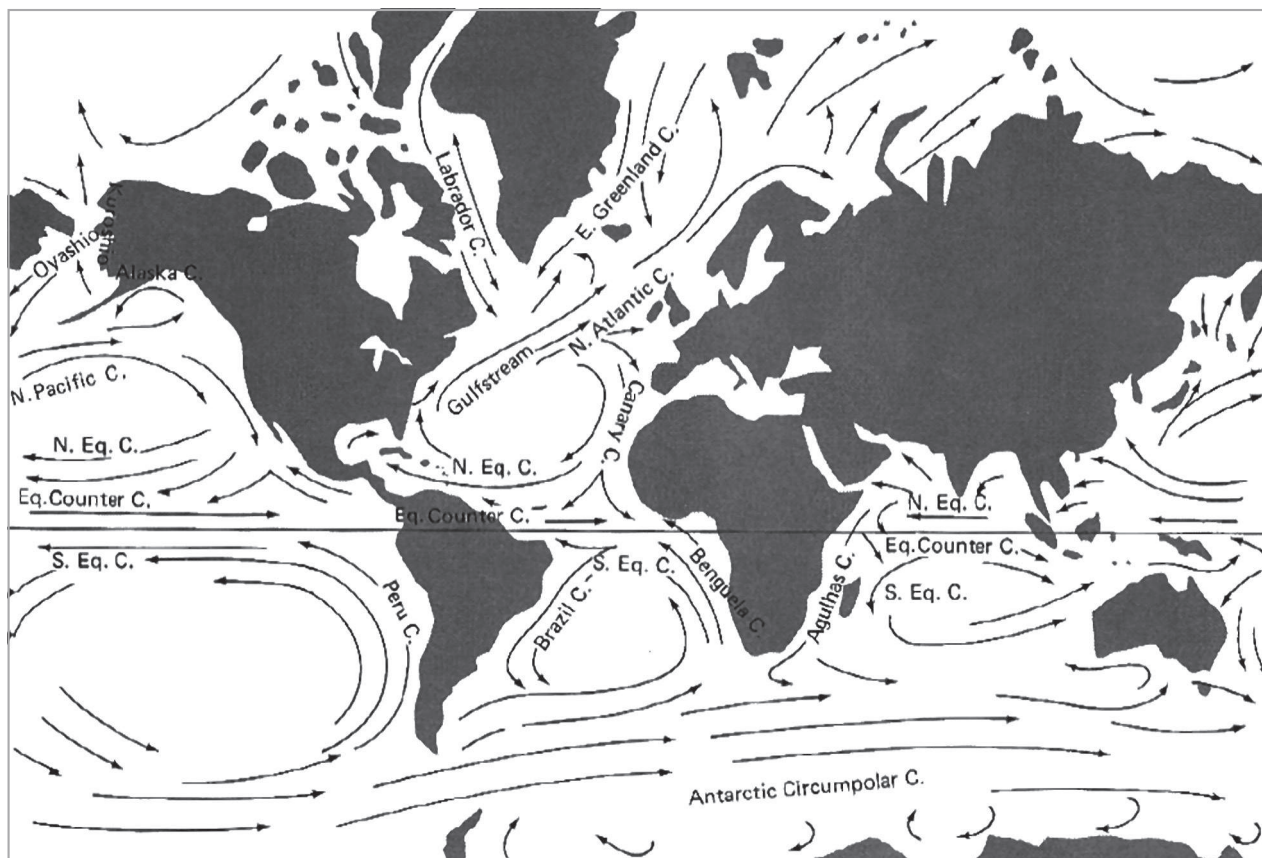 Labrador C.
E. Greenland C.
Kuroshio
Oyashio
Alaska C.
N. Atlantic C.
Gulfstream
N. Pacific C.
Canary C.
N. Eq. C.
N. Eq. C.
N. Eq. C.
Eq. Counter C.
Eq. Counter C.
Eq. Counter C.
S. Eq. C.
S. Eq. C.
S. Eq. C.
Peru C.
Brazil C.
Benguela C.
Agulhas C.
Antarctic Circumpolar C.